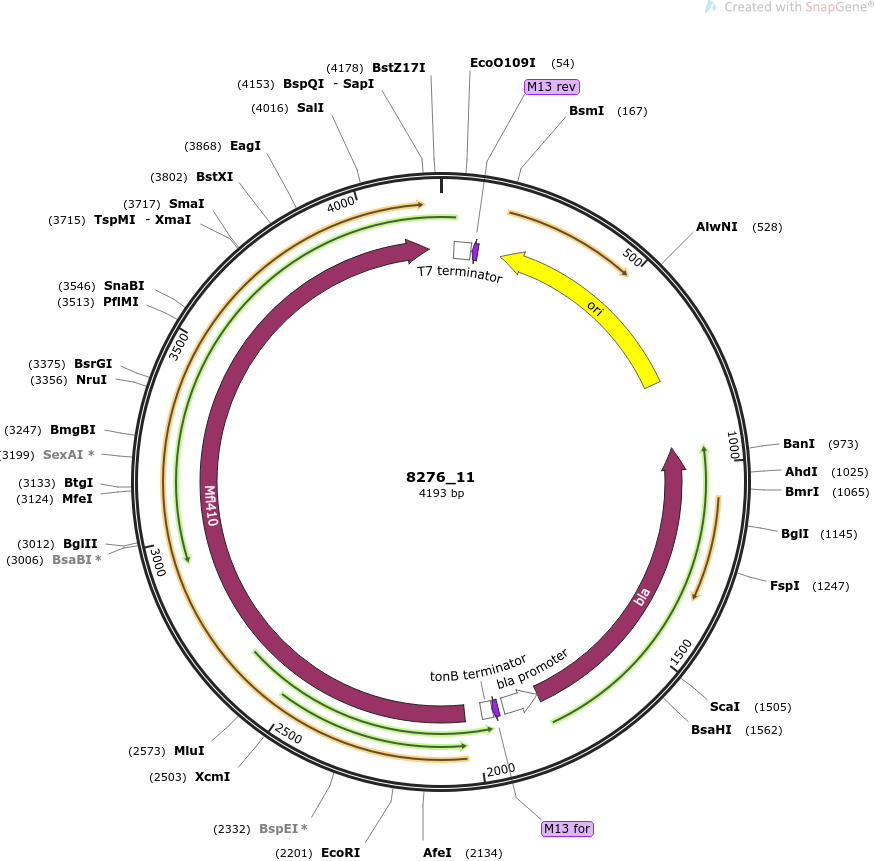 Created with SnapGene®
(4178) BstZ17I
EcoO109I (54)
(4153) BspQI - SapI
M13 rev
(4016) SalI
BsmI (167)
(3868) EagI
(3802) BstXI
(3717) SmaI
(3715) TspMI - XmaI
AlwNI (528)
4000
500
T7 terminator
ori
(3546) SnaBI
(3513) PflMI
3500
(3375) BsrGI
(3356) NruI
(3247) BmgBI
1000
BanI (973)
(3199) SexAI *
AhdI (1025)
8276_11
4193 bp
(3133) BtgI
(3124) MfeI
BmrI (1065)
Mfl410
BglI (1145)
(3012) BglII
(3006) BsaBI *
3000
FspI (1247)
bla
1500
tonB terminator
bla promoter
ScaI (1505)
BsaHI (1562)
2500
(2573) MluI
(2503) XcmI
2000
(2332) BspEI *
M13 for
(2201) EcoRI
AfeI (2134)